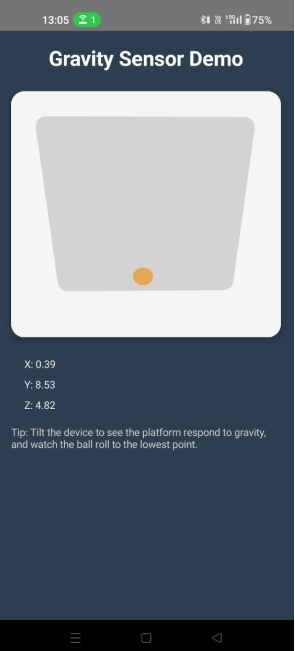 13:05 1 75%
Gravity Sensor Demo
X: 0.39
Y: 8.53
Z: 4.82
Tip: Tilt the device to see the platform respond to gravity,
and watch the ball roll to the lowest point.